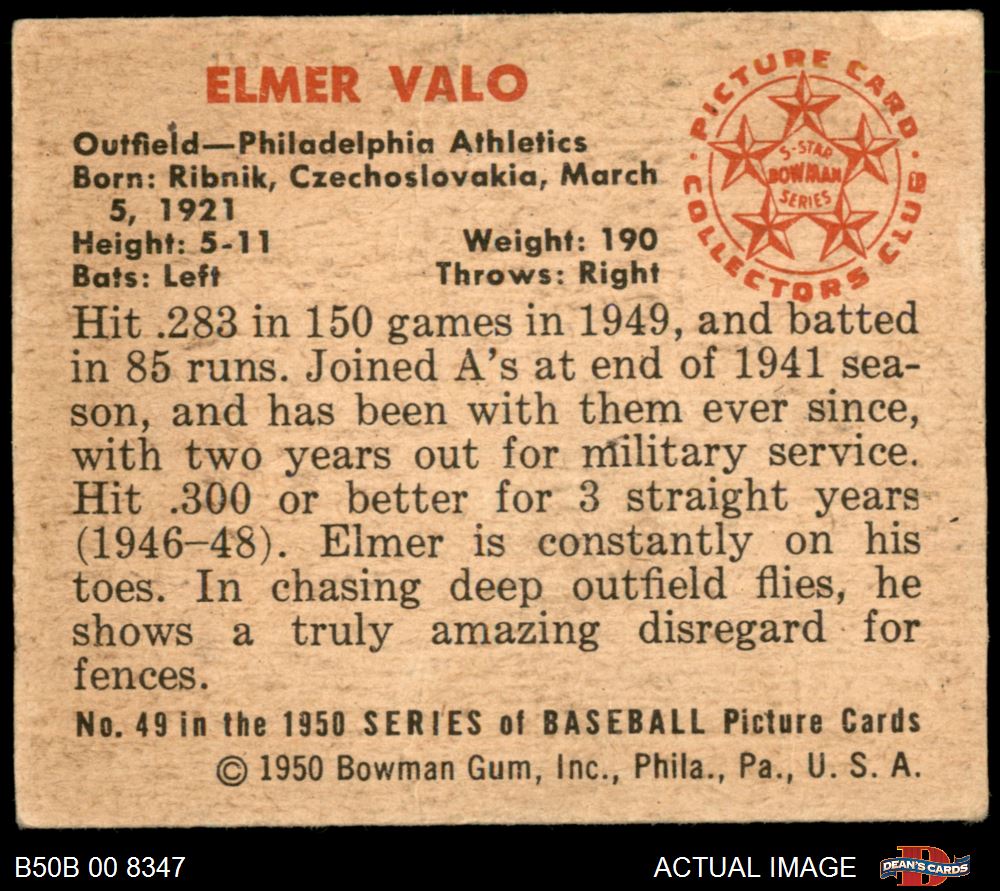 ELMER VALO
Outfield—Philadelphia Athletics
Born: Ribnik, Czechoslovakia, March
5, 1921
Height: 5-11 Weight: 190
Bats: Left Throws: Right
PICTURE CARD
COLLECTORS CLUB
5-STAR
BOWMAN
SERIES
Hit .283 in 150 games in 1949, and batted
in 85 runs. Joined A's at end of 1941 sea-
son, and has been with them ever since,
with two years out for military service.
Hit .300 or better for 3 straight years
(1946–48). Elmer is constantly on his
toes. In chasing deep outfield flies, he
shows a truly amazing disregard for
fences.
No. 49 in the 1950 SERIES of BASEBALL Picture Cards
© 1950 Bowman Gum, Inc., Phila., Pa., U. S. A.
B50B 00 8347 ACTUAL IMAGE
D
DEAN'S CARDS